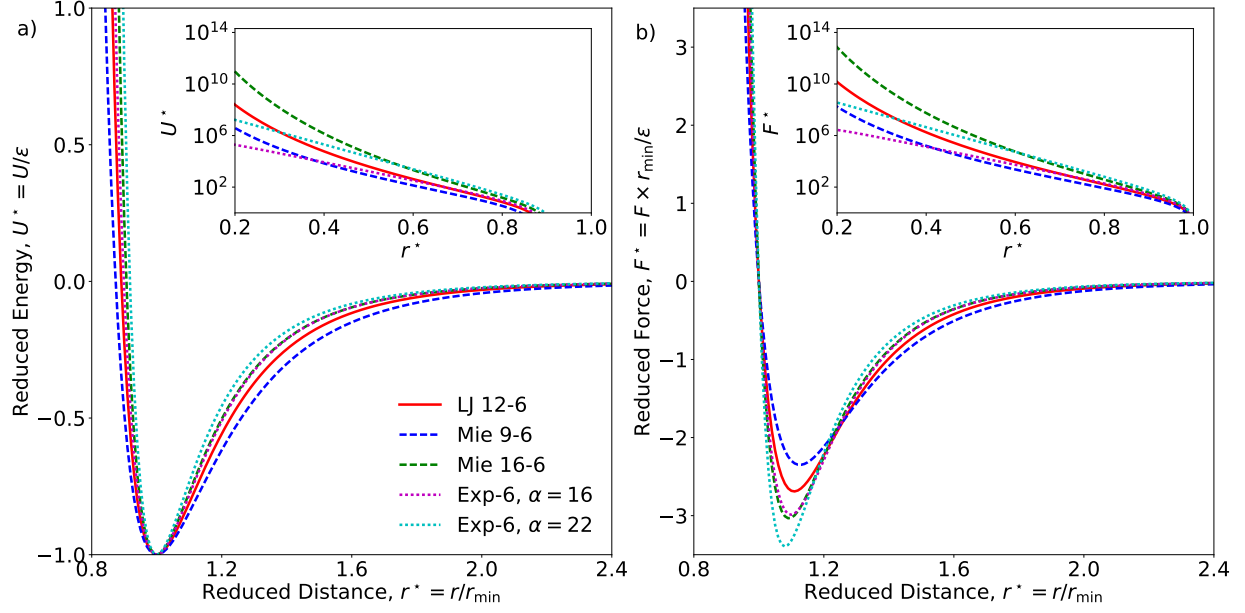 a)
Reduced Energy, U⋆ = U/ε
1.0
0.5
0.0
−0.5
−1.0
0.8 1.2 1.6 2.0 2.4
Reduced Distance, r⋆ = r/rmin
U⋆
10^14
10^10
10^6
10^2
0.2 0.4 0.6 0.8 1.0
r⋆
LJ 12-6
Mie 9-6
Mie 16-6
Exp-6, α = 16
Exp-6, α = 22
b)
Reduced Force, F⋆ = F × rmin/ε
3
2
1
0
−1
−2
−3
0.8 1.2 1.6 2.0 2.4
Reduced Distance, r⋆ = r/rmin
F⋆
10^14
10^10
10^6
10^2
0.2 0.4 0.6 0.8 1.0
r⋆